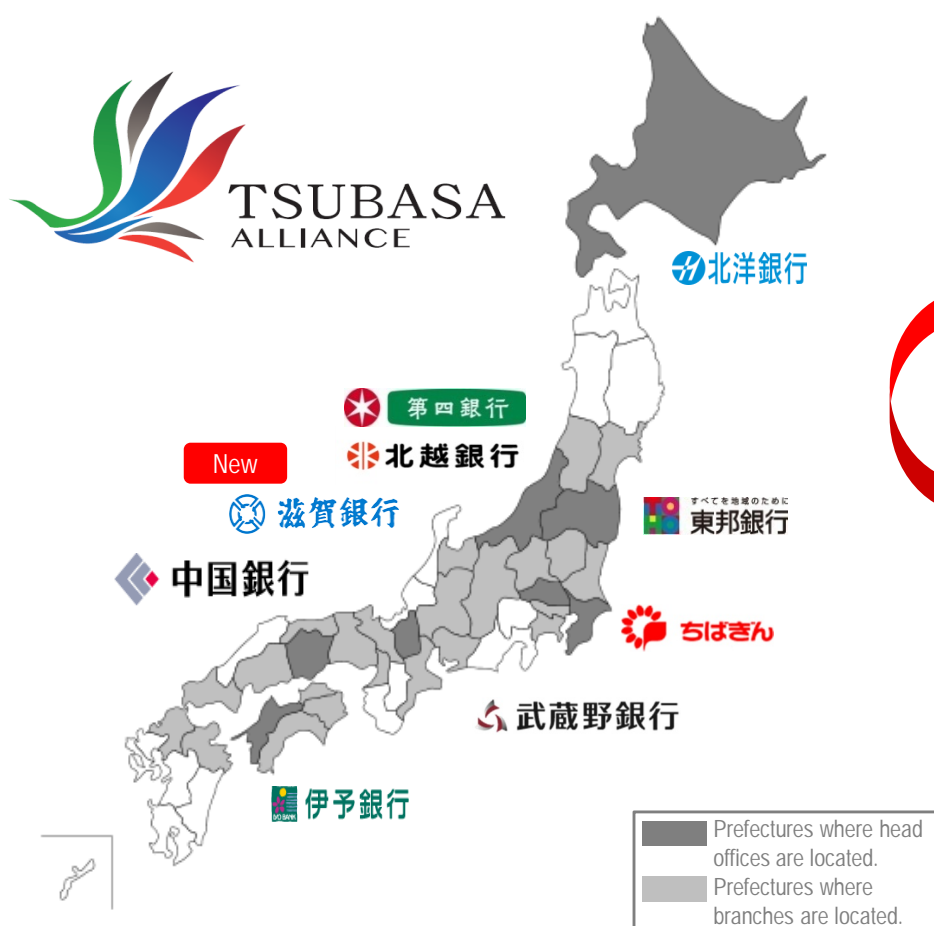 TSUBASA
ALLIANCE
北洋銀行
第四銀行
北越銀行
New
滋賀銀行
すべてを地域のために
TOHO
東邦銀行
中国銀行
ちばぎん
武蔵野銀行
IYO BANK
伊予銀行
Prefectures where head
offices are located.
Prefectures where
branches are located.